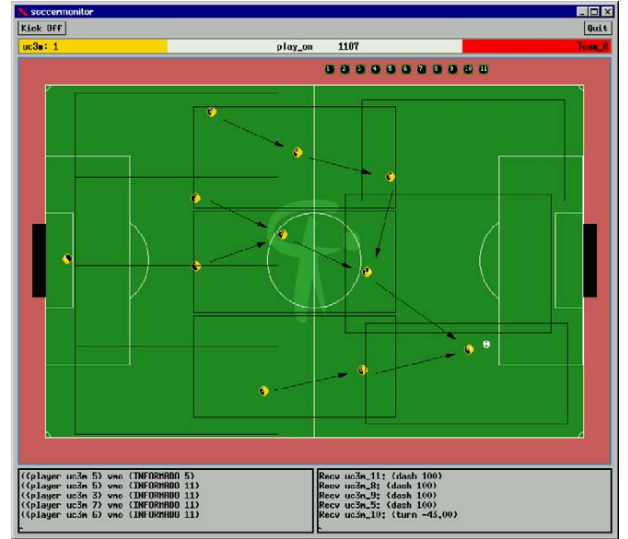 soccermonitor
Kick Off
Quit
uc3m: 1
play_on 1107
Team_R
1 2 3 4 5 6 7 8 9 10 11
((player uc3m 5) vmo (INFORMADO 5)
((player uc3m 5) vmo (INFORMADO 11)
((player uc3m 3) vmo (INFORMADO 11)
((player uc3m 7) vmo (INFORMADO 11)
((player uc3m 6) vmo (INFORMADO 11)
Recv uc3m_11: (dash 100)
Recv uc3m_8: (dash 100)
Recv uc3m_9: (dash 100)
Recv uc3m_5: (dash 100)
Recv uc3m_10: (turn -43.00)